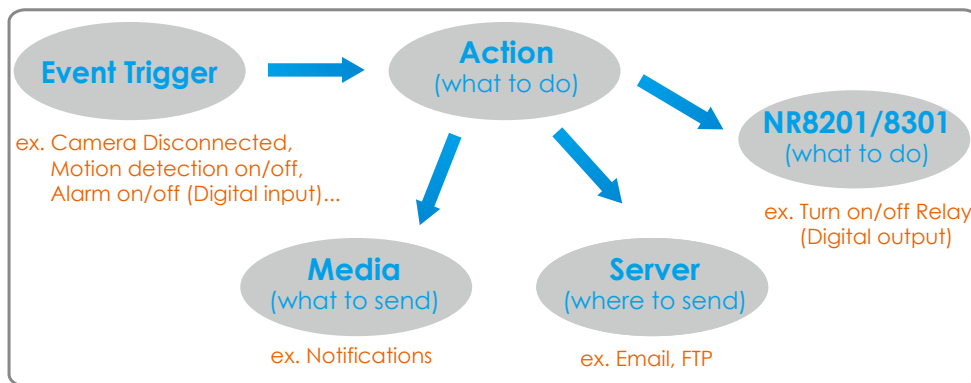 Event Trigger
ex. Camera Disconnected,
Motion detection on/off,
Alarm on/off (Digital input)...
Action
(what to do)
NR8201/8301
(what to do)
ex. Turn on/off Relay
(Digital output)
Media
(what to send)
ex. Notifications
Server
(where to send)
ex. Email, FTP